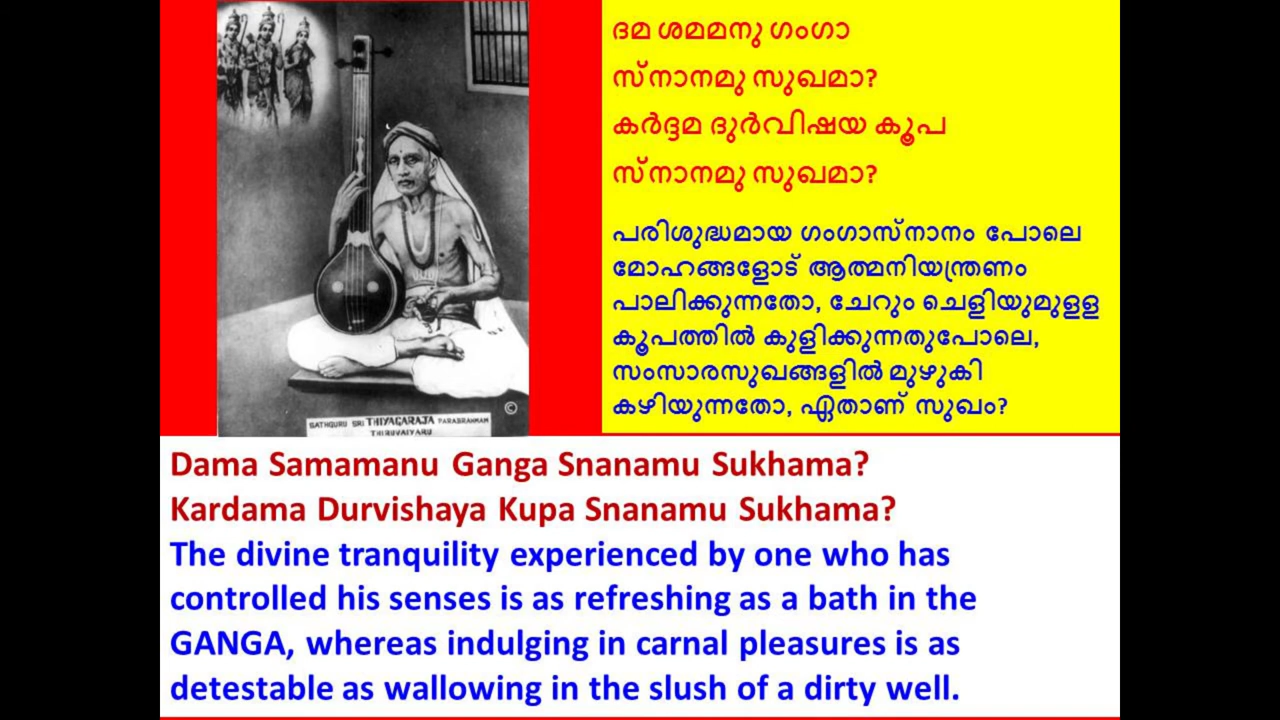 ദമ ശമമനു ഗംഗാ
സ്നാനമു സുഖമാ?
കർദ്ദമ ദുർവിഷയ കൂപ
സ്നാനമു സുഖമാ?
പരിശുദ്ധമായ ഗംഗാസ്നാനം പോലെ
മോഹങ്ങളോട് ആത്മനിയന്ത്രണം
പാലിക്കുന്നതോ, ചേറും ചെളിയുമുളള
കൂപത്തിൽ കുളിക്കുന്നതുപോലെ,
സംസാരസുഖങ്ങളിൽ മുഴുകി
കഴിയുന്നതോ, ഏതാണ് സുഖം?
©
SATHGURU SRI THIYAGARAJA PARABRAHMAM
THIRUVAIYARU
Dama Samamanu Ganga Snanamu Sukhama?
Kardama Durvishaya Kupa Snanamu Sukhama?
The divine tranquility experienced by one who has
controlled his senses is as refreshing as a bath in the
GANGA, whereas indulging in carnal pleasures is as
detestable as wallowing in the slush of a dirty well.